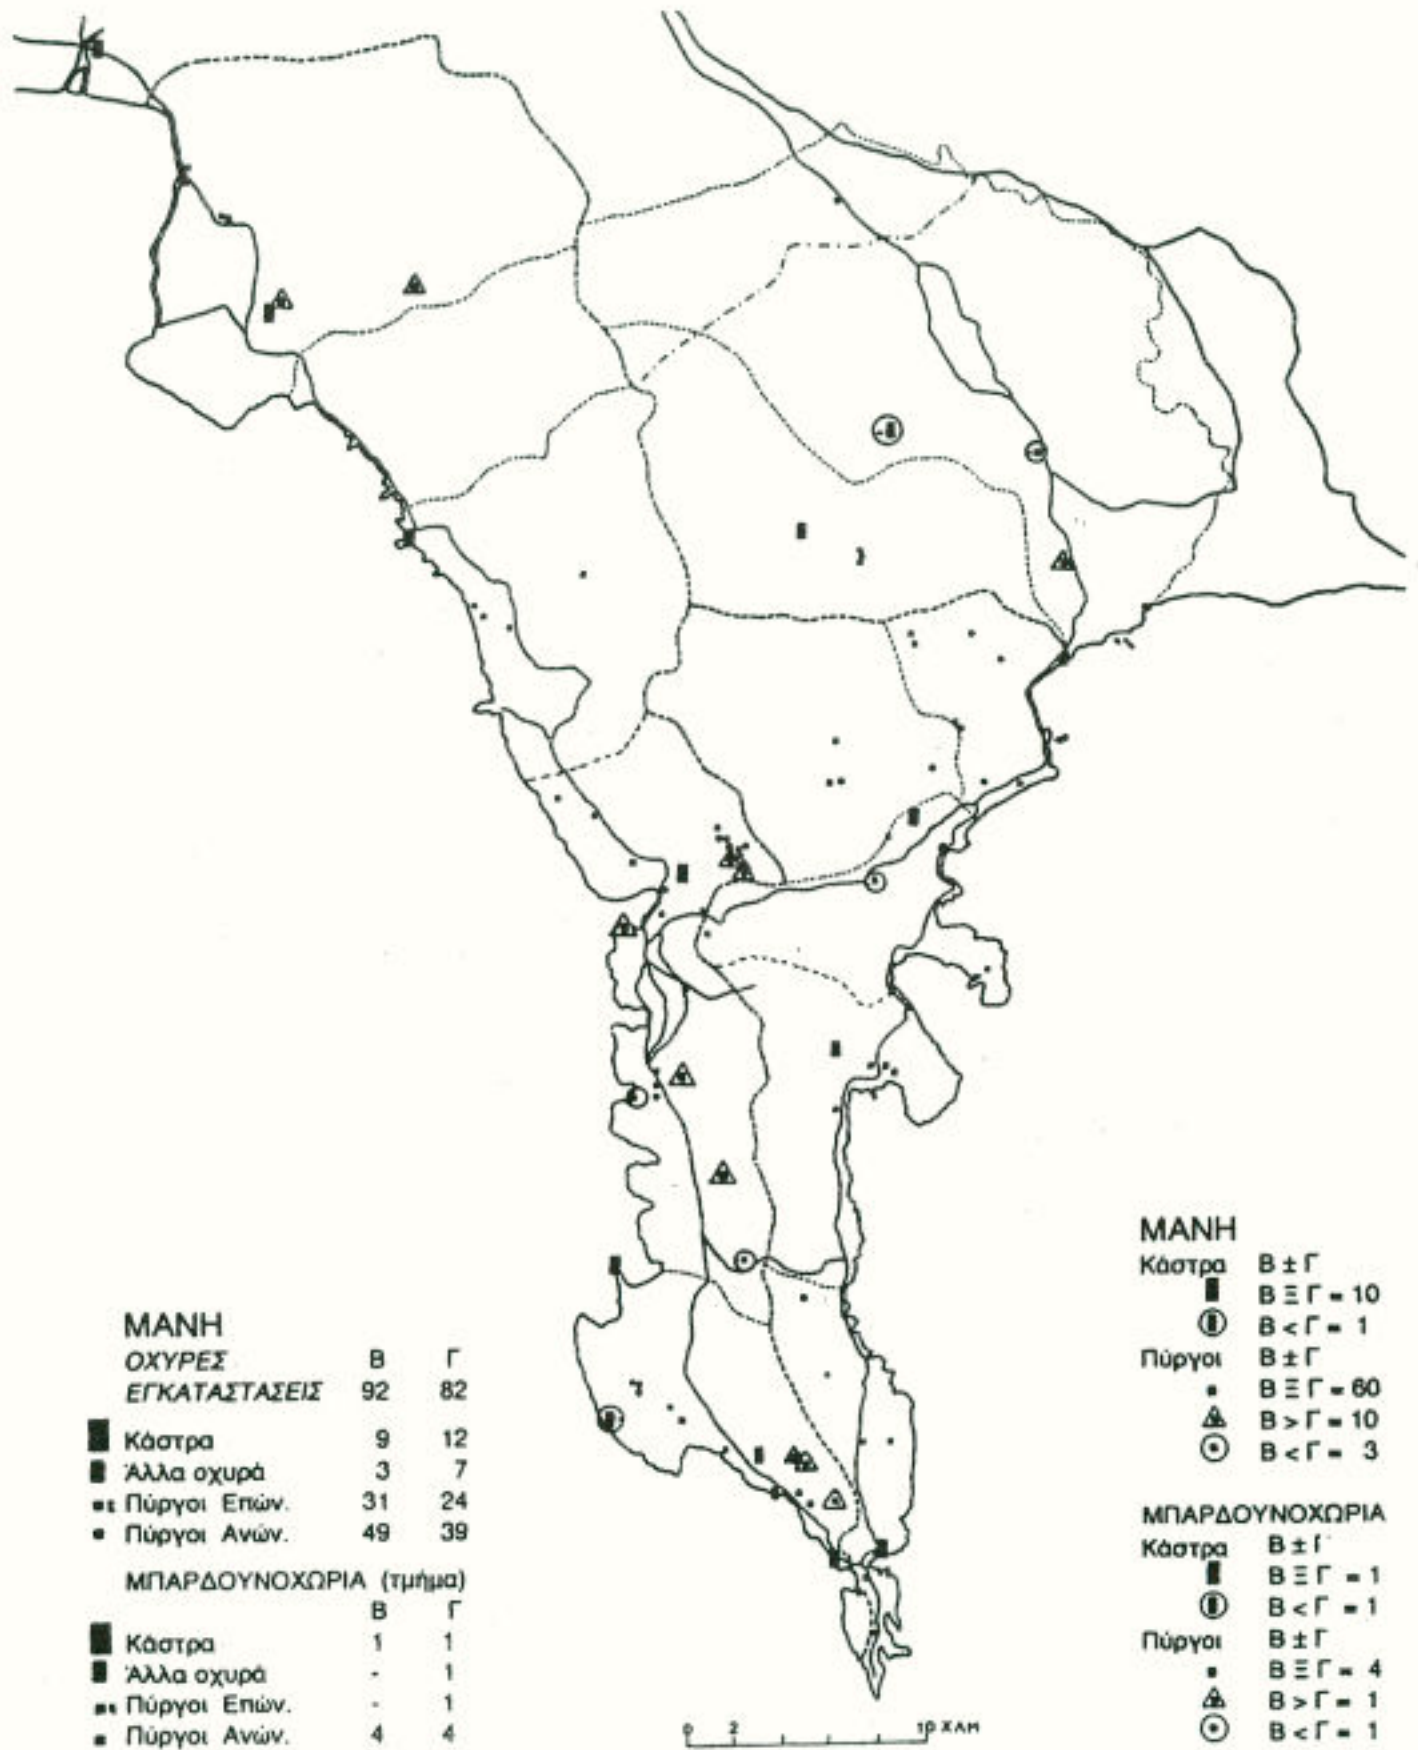 ΜΑΝΗ
ΟΧΥΡΕΣ Β Γ
ΕΓΚΑΤΑΣΤΑΣΕΙΣ 92 82
Κάστρα 9 12
Άλλα οχυρά 3 7
Πύργοι Επών. 31 24
Πύργοι Ανών. 49 39
ΜΠΑΡΔΟΥΝΟΧΩΡΙΑ (τμήμα)
Β Γ
Κάστρα 1 1
Άλλα οχυρά - 1
Πύργοι Επών. - 1
Πύργοι Ανών. 4 4
0 2 10 ΧΛΜ
ΜΑΝΗ
Κάστρα Β ± Γ
Β Ξ Γ = 10
Β < Γ = 1
Πύργοι Β ± Γ
Β Ξ Γ = 60
Β > Γ = 10
Β < Γ = 3
ΜΠΑΡΔΟΥΝΟΧΩΡΙΑ
Κάστρα Β ± Γ
Β Ξ Γ = 1
Β < Γ = 1
Πύργοι Β ± Γ
Β Ξ Γ = 4
Β > Γ = 1
Β < Γ = 1